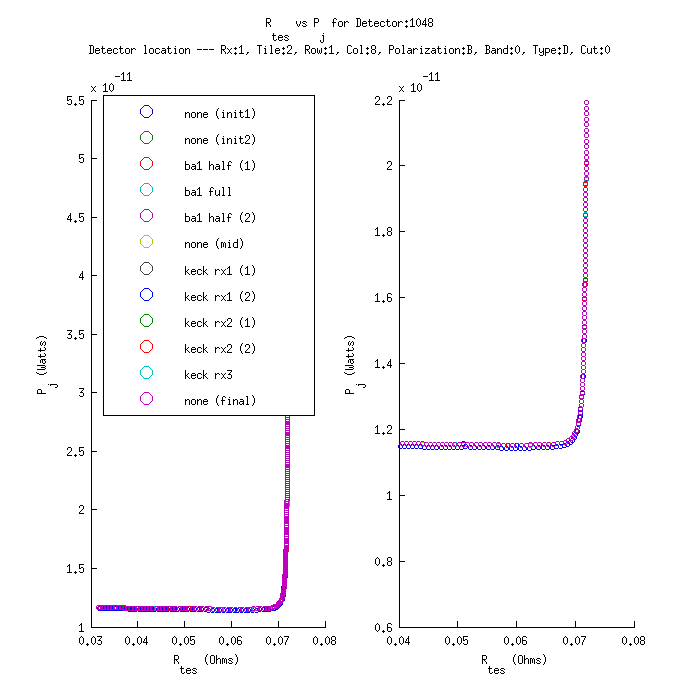 R tes vs P j for Detector:1048
Detector location --- Rx:1, Tile:2, Row:1, Col:8, Polarization:B, Band:0, Type:D, Cut:0
x 10 -11
5.5
5
4.5
4
3.5
3
2.5
2
1.5
1
P j (Watts)
none (init1)
none (init2)
ba1 half (1)
ba1 full
ba1 half (2)
none (mid)
keck rx1 (1)
keck rx1 (2)
keck rx2 (1)
keck rx2 (2)
keck rx3
none (final)
0.03 0.04 0.05 0.06 0.07 0.08
R tes (Ohms)
x 10 -11
2.2
2
1.8
1.6
1.4
1.2
1
0.8
0.6
P j (Watts)
0.04 0.05 0.06 0.07 0.08
R tes (Ohms)